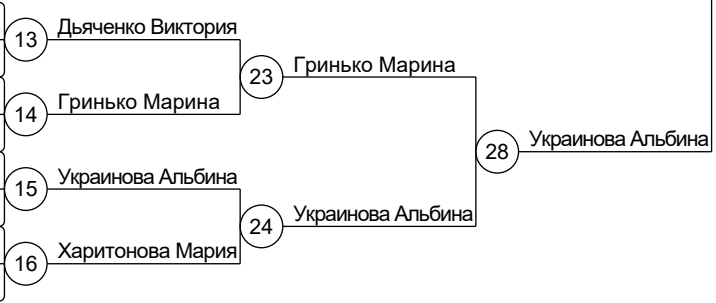 13 Дьяченко Виктория
23 Гринько Марина
14 Гринько Марина
28 Украинова Альбина
15 Украинова Альбина
24 Украинова Альбина
16 Харитонова Мария